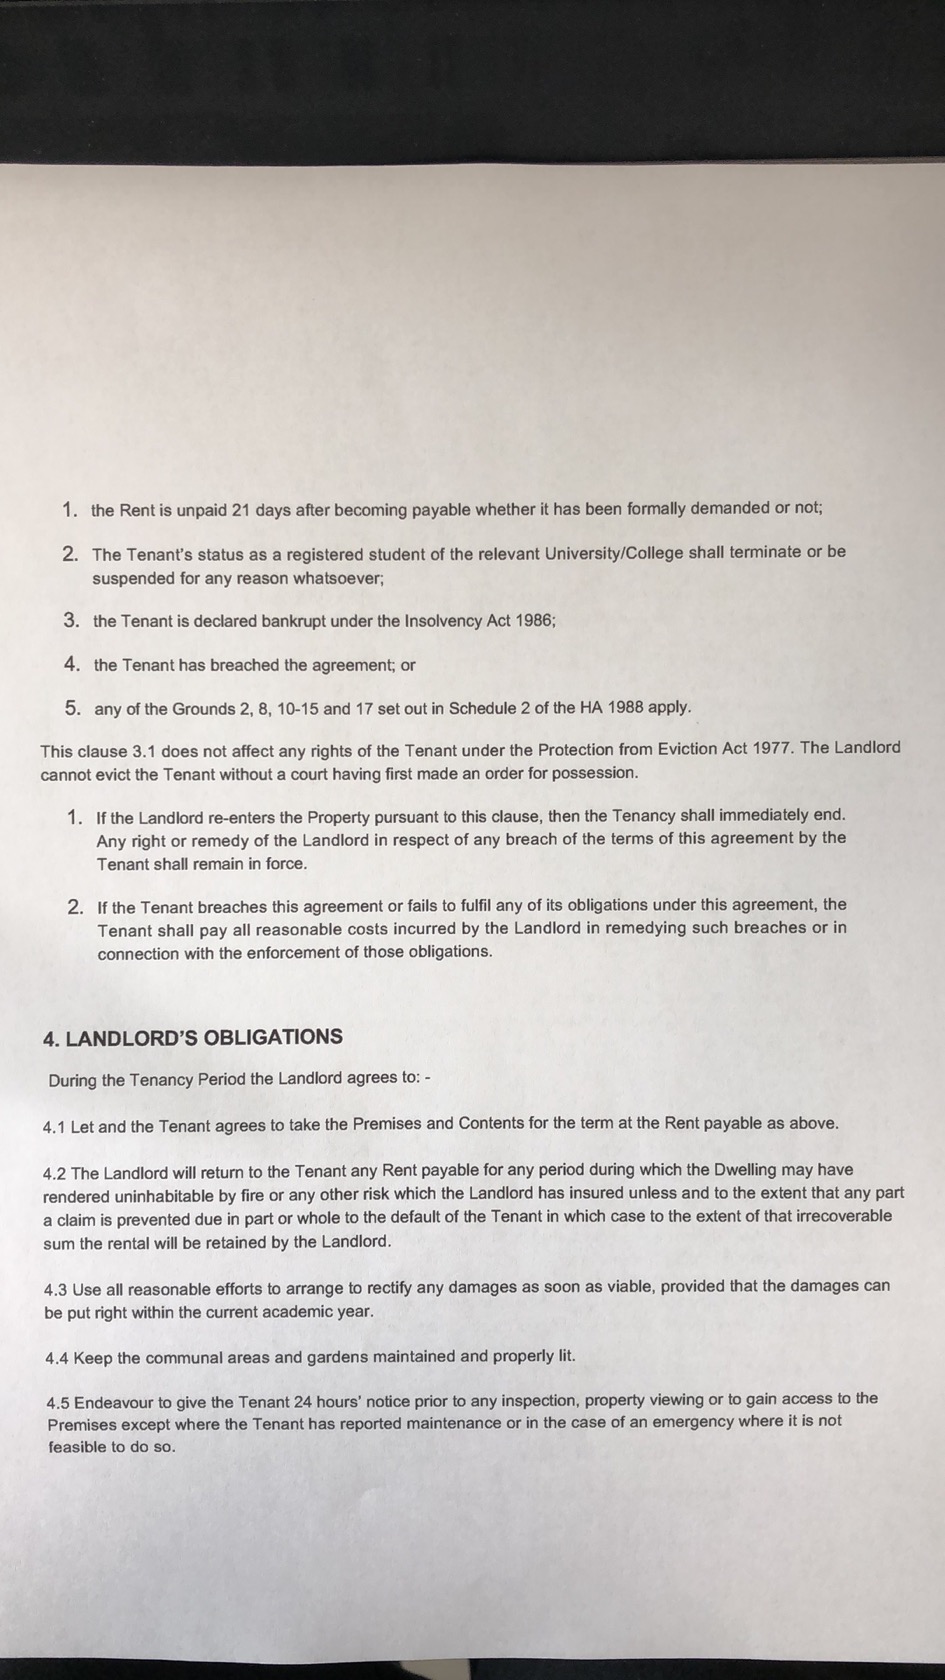 1. the Rent is unpaid 21 days after becoming payable whether it has been formally demanded or not;
2. The Tenant's status as a registered student of the relevant University/College shall terminate or be
suspended for any reason whatsoever;
3. the Tenant is declared bankrupt under the Insolvency Act 1986;
4. the Tenant has breached the agreement; or
5. any of the Grounds 2, 8, 10-15 and 17 set out in Schedule 2 of the HA 1988 apply.
This clause 3.1 does not affect any rights of the Tenant under the Protection from Eviction Act 1977. The Landlord
cannot evict the Tenant without a court having first made an order for possession.
1. If the Landlord re-enters the Property pursuant to this clause, then the Tenancy shall immediately end.
Any right or remedy of the Landlord in respect of any breach of the terms of this agreement by the
Tenant shall remain in force.
2. If the Tenant breaches this agreement or fails to fulfil any of its obligations under this agreement, the
Tenant shall pay all reasonable costs incurred by the Landlord in remedying such breaches or in
connection with the enforcement of those obligations.
4. LANDLORD'S OBLIGATIONS
During the Tenancy Period the Landlord agrees to: -
4.1 Let and the Tenant agrees to take the Premises and Contents for the term at the Rent payable as above.
4.2 The Landlord will return to the Tenant any Rent payable for any period during which the Dwelling may have
rendered uninhabitable by fire or any other risk which the Landlord has insured unless and to the extent that any part
a claim is prevented due in part or whole to the default of the Tenant in which case to the extent of that irrecoverable
sum the rental will be retained by the Landlord.
4.3 Use all reasonable efforts to arrange to rectify any damages as soon as viable, provided that the damages can
be put right within the current academic year.
4.4 Keep the communal areas and gardens maintained and properly lit.
4.5 Endeavour to give the Tenant 24 hours' notice prior to any inspection, property viewing or to gain access to the
Premises except where the Tenant has reported maintenance or in the case of an emergency where it is not
feasible to do so.